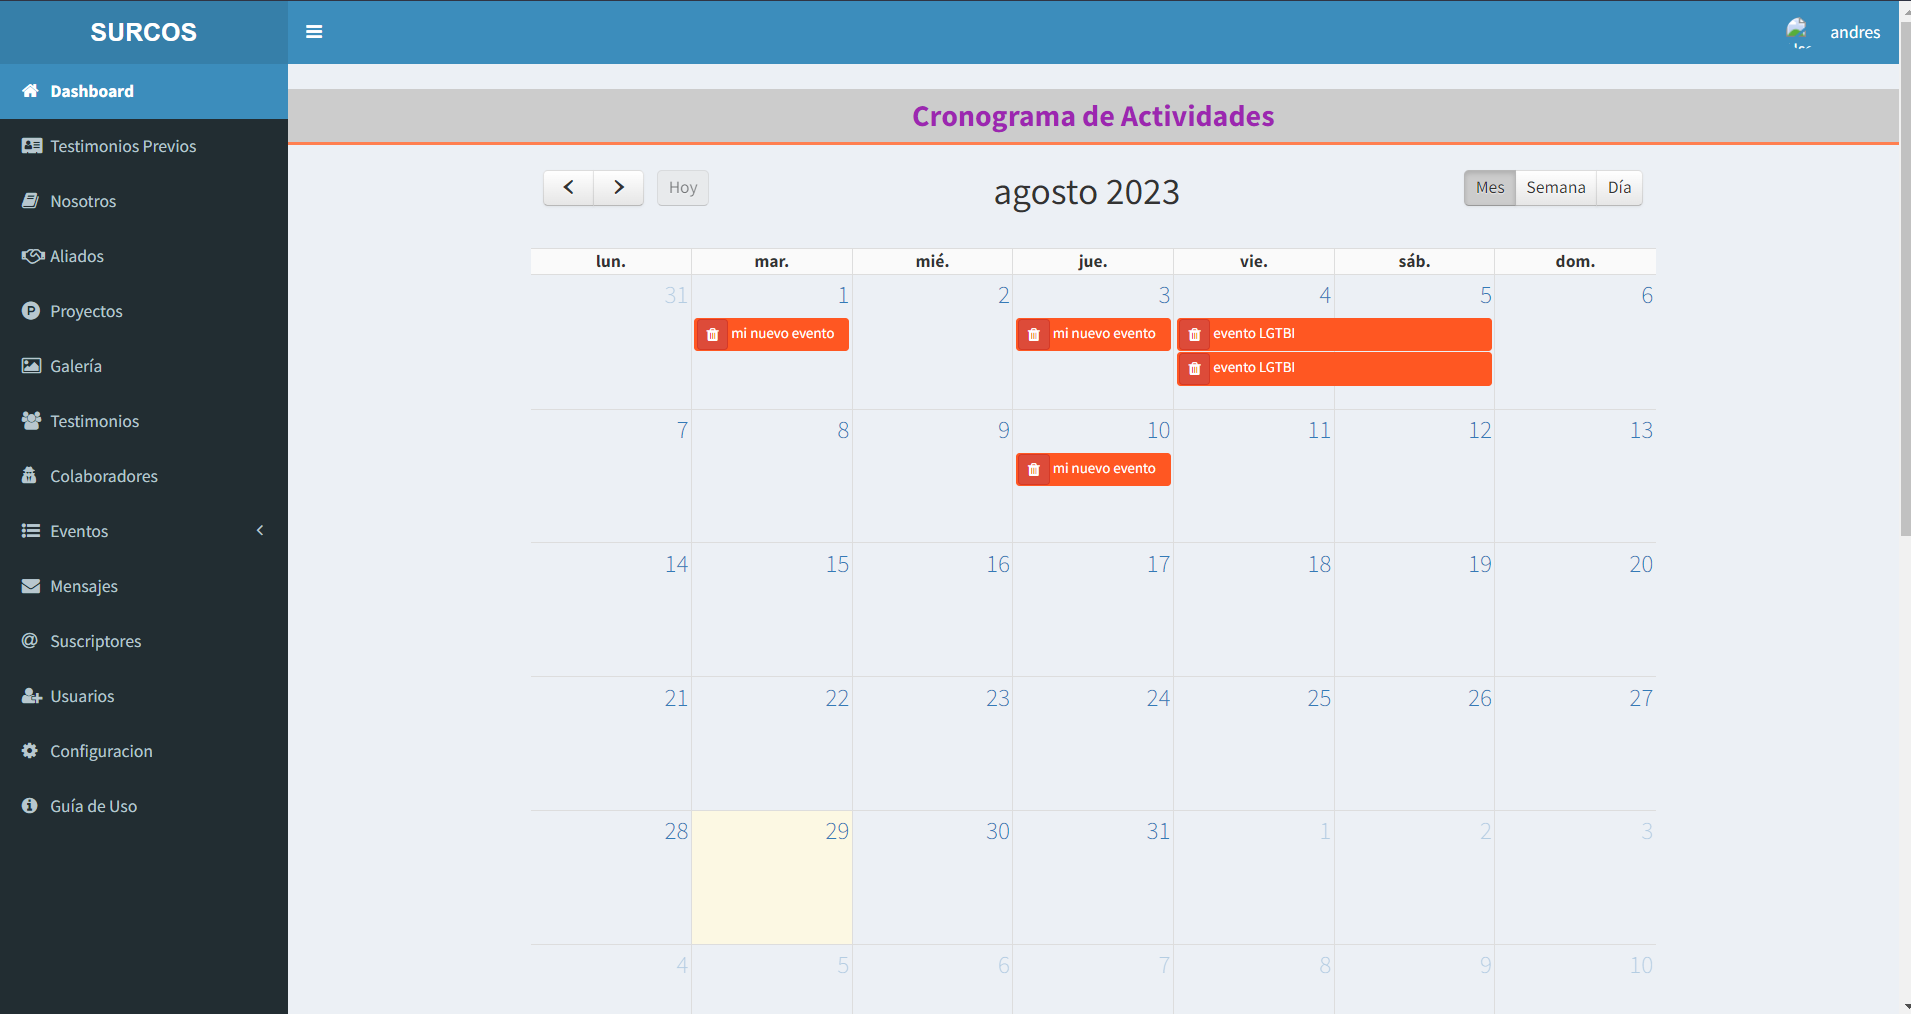 SURCOS
andres
Dashboard
Testimonios Previos
Nosotros
Aliados
Proyectos
Galería
Testimonios
Colaboradores
Eventos
Mensajes
Suscriptores
Usuarios
Configuracion
Guía de Uso
Cronograma de Actividades
Hoy
agosto 2023
Mes Semana Día
lun. mar. mié. jue. vie. sáb. dom.
31 1 2 3 4 5 6
mi nuevo evento mi nuevo evento evento LGTBI
evento LGTBI
7 8 9 10 11 12 13
mi nuevo evento
14 15 16 17 18 19 20
21 22 23 24 25 26 27
28 29 30 31 1 2 3
4 5 6 7 8 9 10